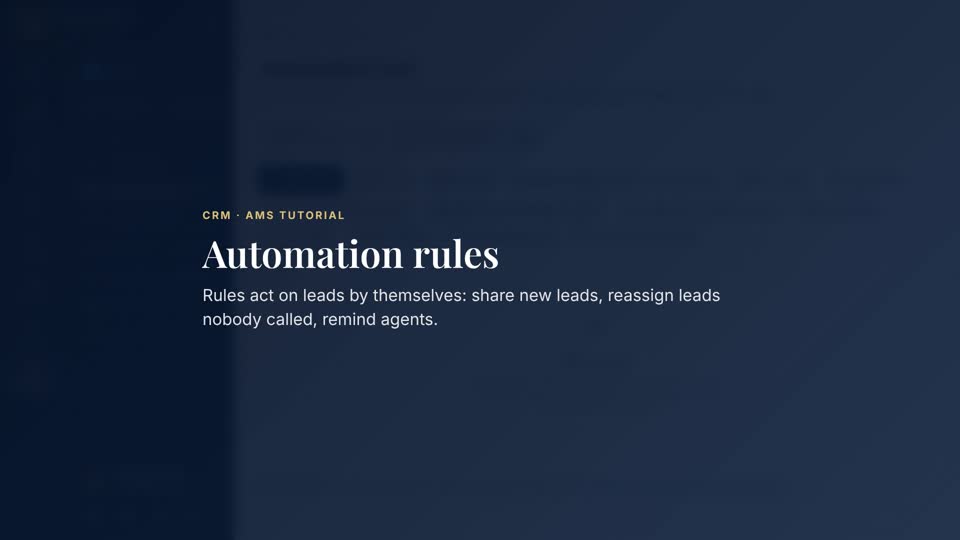 CRM · AMS TUTORIAL
Automation rules
Rules act on leads by themselves: share new leads, reassign leads
nobody called, remind agents.